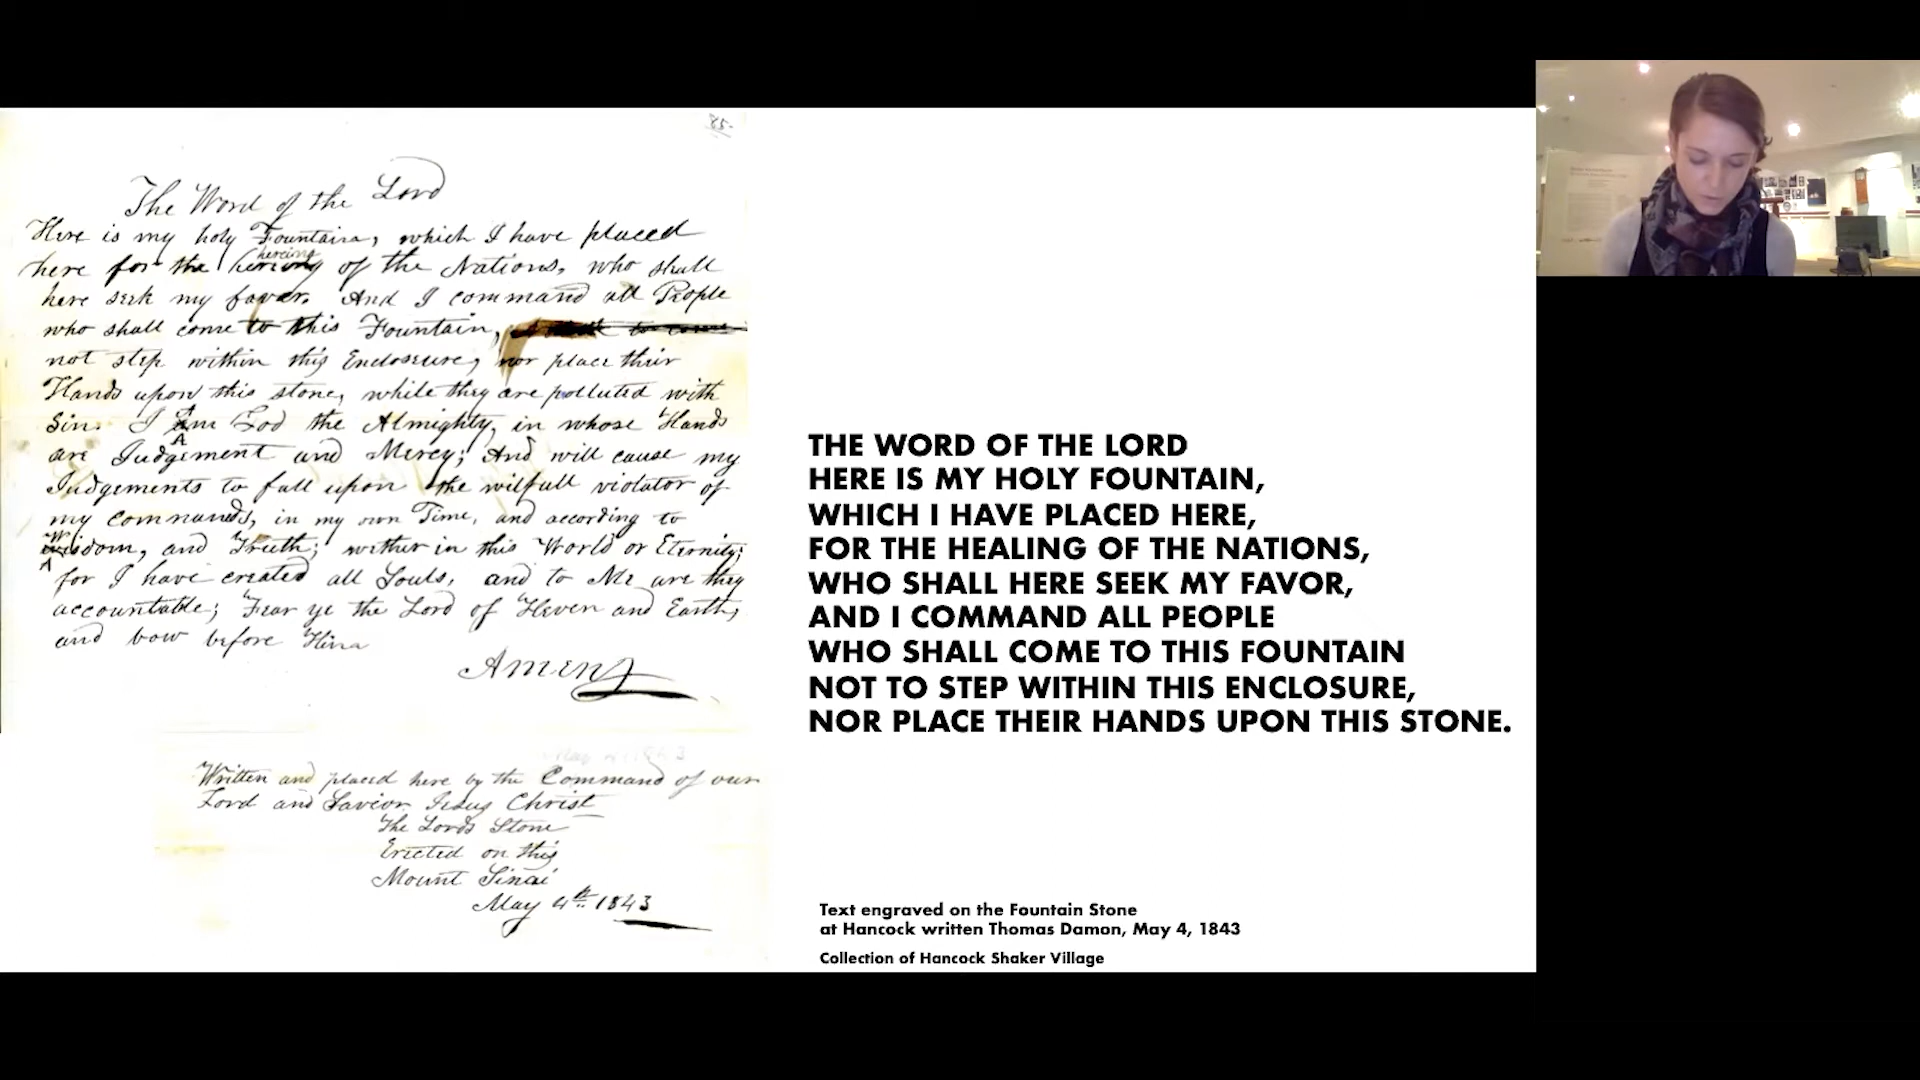 The Word of the Lord
Here is my holy Fountain, which I have placed
here for the hereing of the Nations, who shall
here seek my favor. And I command all People
who shall come to this Fountain, to come
not step within this Enclosure, nor place their
Hands upon this stone, while they are polluted with
Sin. I Am God the Almighty, in whose Hands
are Judgement and Mercy; And will cause my
Judgements to fall upon the wilfull violator of
my commands, in my own Time, and according to
Wisdom, and Truth; wether in this World or Eternity;
for I have created all Souls, and to Me are they
accountable; Fear ye the Lord of Heven and Earth,
and bow before Him
Amen
Written and placed here by the Command of our
Lord and Savior Jesus Christ
The Lords Stone
Erected on this
Mount Sinai
May 4th 1843
THE WORD OF THE LORD
HERE IS MY HOLY FOUNTAIN,
WHICH I HAVE PLACED HERE,
FOR THE HEALING OF THE NATIONS,
WHO SHALL HERE SEEK MY FAVOR,
AND I COMMAND ALL PEOPLE
WHO SHALL COME TO THIS FOUNTAIN
NOT TO STEP WITHIN THIS ENCLOSURE,
NOR PLACE THEIR HANDS UPON THIS STONE.
Text engraved on the Fountain Stone
at Hancock written Thomas Damon, May 4, 1843
Collection of Hancock Shaker Village